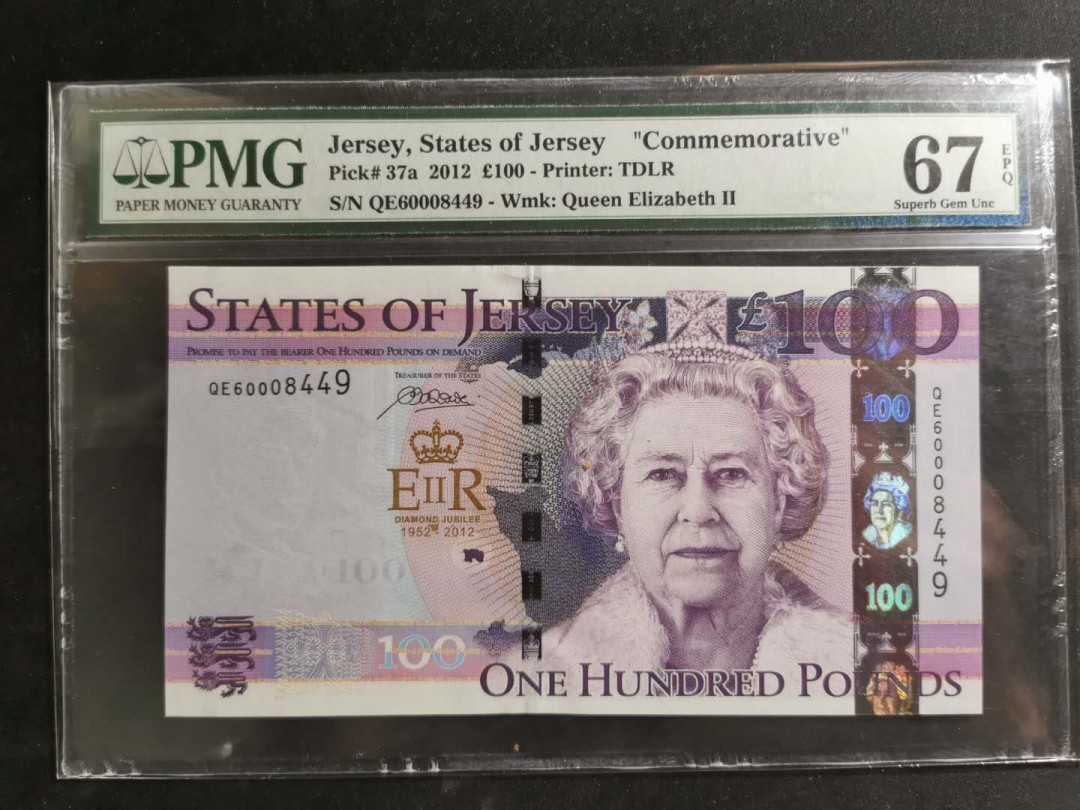 PMG
PAPER MONEY GUARANTY
Jersey, States of Jersey "Commemorative"
Pick# 37a 2012 £100 - Printer: TDLR
S/N QE60008449 - Wmk: Queen Elizabeth II
67
EPQ
Superb Gem Unc
STATES OF JERSEY
£100
PROMISE TO PAY THE BEARER ONE HUNDRED POUNDS ON DEMAND
TREASURER OF THE STATES
QE60008449
EIIR
DIAMOND JUBILEE
1952 2012
100
QE60008449
100
100
100
ONE HUNDRED POUNDS